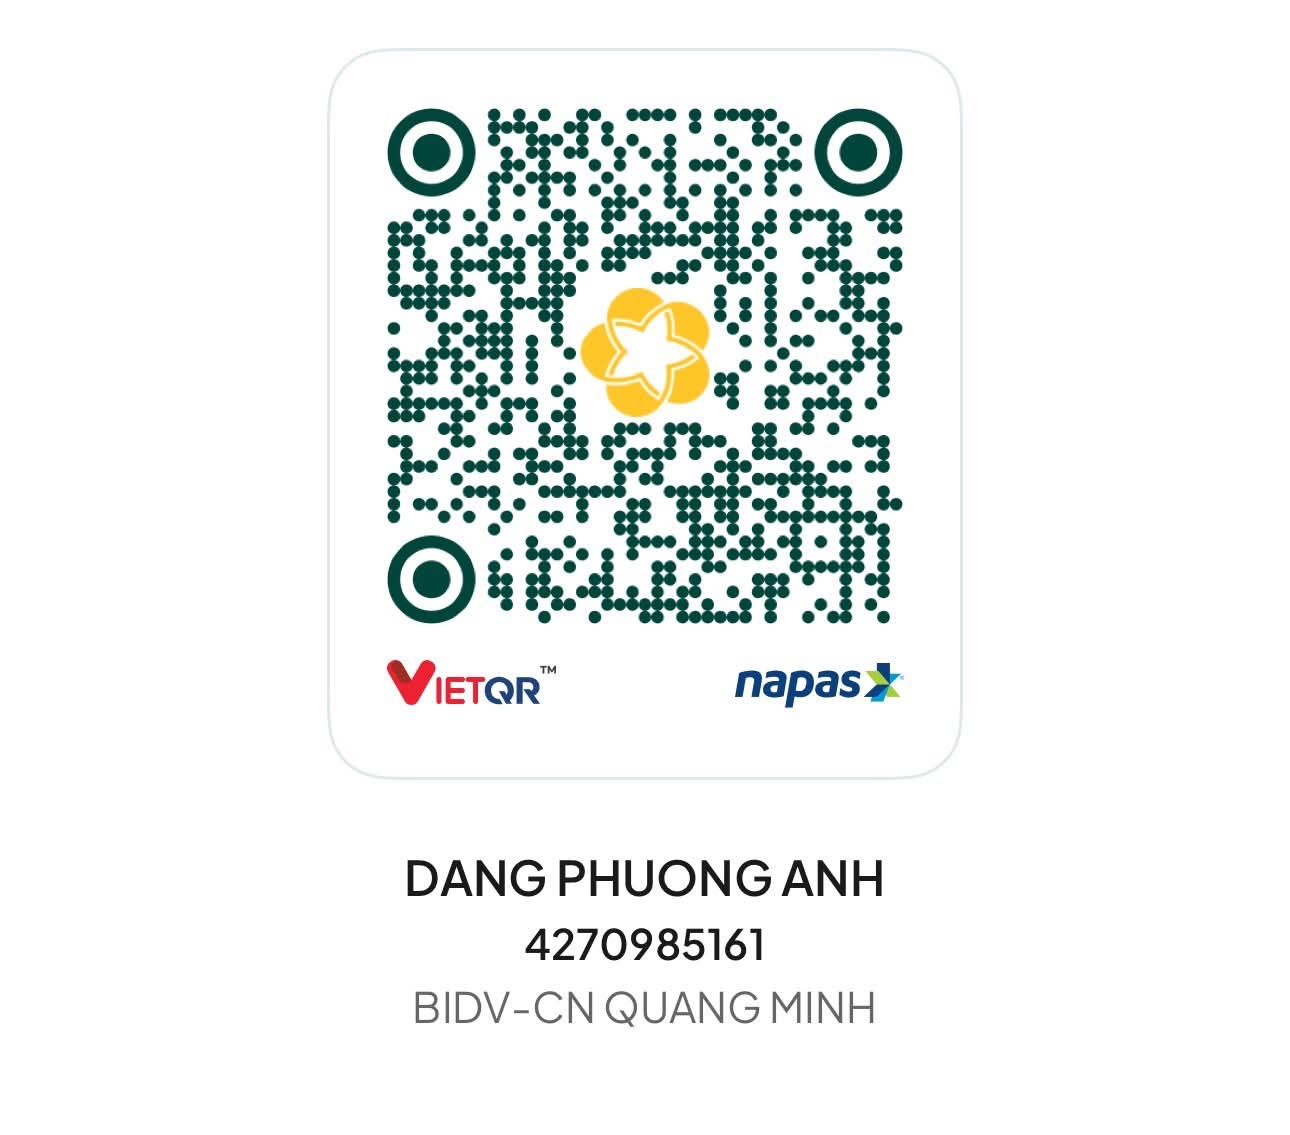 VIETQR™
napas
DANG PHUONG ANH
4270985161
BIDV-CN QUANG MINH